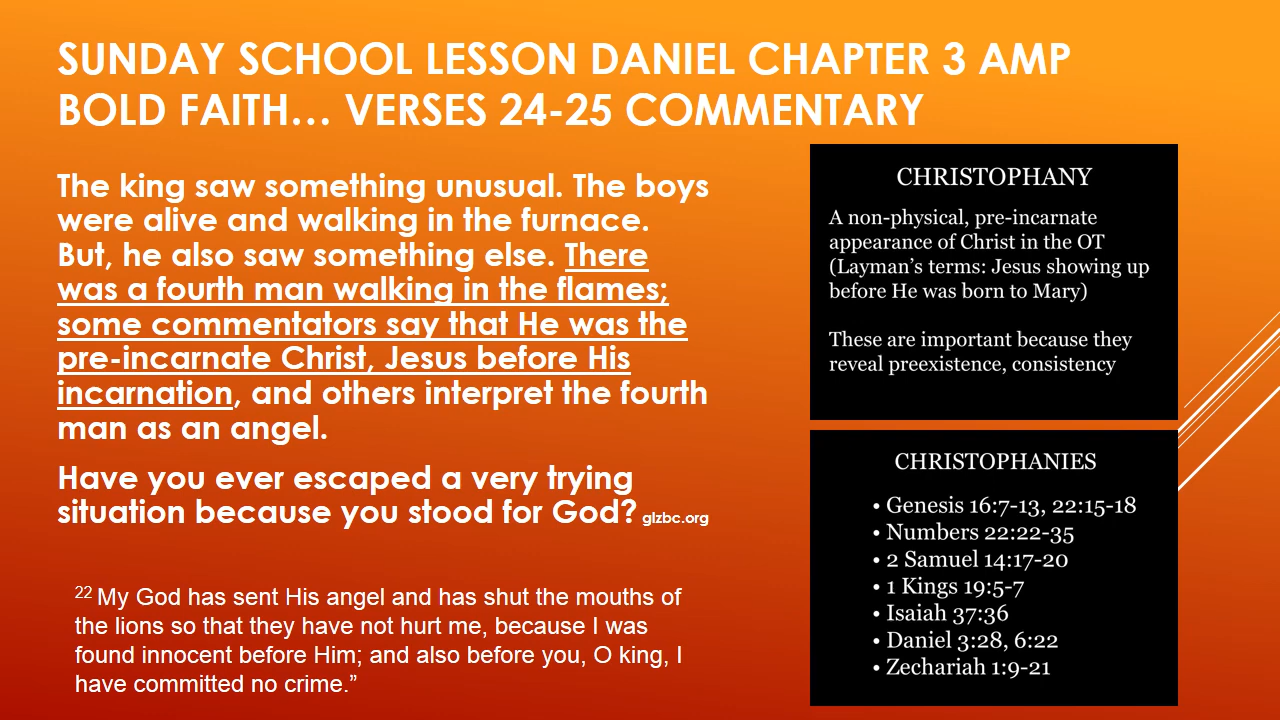 SUNDAY SCHOOL LESSON DANIEL CHAPTER 3 AMP
BOLD FAITH… VERSES 24-25 COMMENTARY
The king saw something unusual. The boys
were alive and walking in the furnace.
But, he also saw something else. There
was a fourth man walking in the flames;
some commentators say that He was the
pre-incarnate Christ, Jesus before His
incarnation, and others interpret the fourth
man as an angel.
Have you ever escaped a very trying
situation because you stood for God? glzbc.org
22 My God has sent His angel and has shut the mouths of
the lions so that they have not hurt me, because I was
found innocent before Him; and also before you, O king, I
have committed no crime.”
CHRISTOPHANY
A non-physical, pre-incarnate
appearance of Christ in the OT
(Layman’s terms: Jesus showing up
before He was born to Mary)
These are important because they
reveal preexistence, consistency
CHRISTOPHANIES
• Genesis 16:7-13, 22:15-18
• Numbers 22:22-35
• 2 Samuel 14:17-20
• 1 Kings 19:5-7
• Isaiah 37:36
• Daniel 3:28, 6:22
• Zechariah 1:9-21